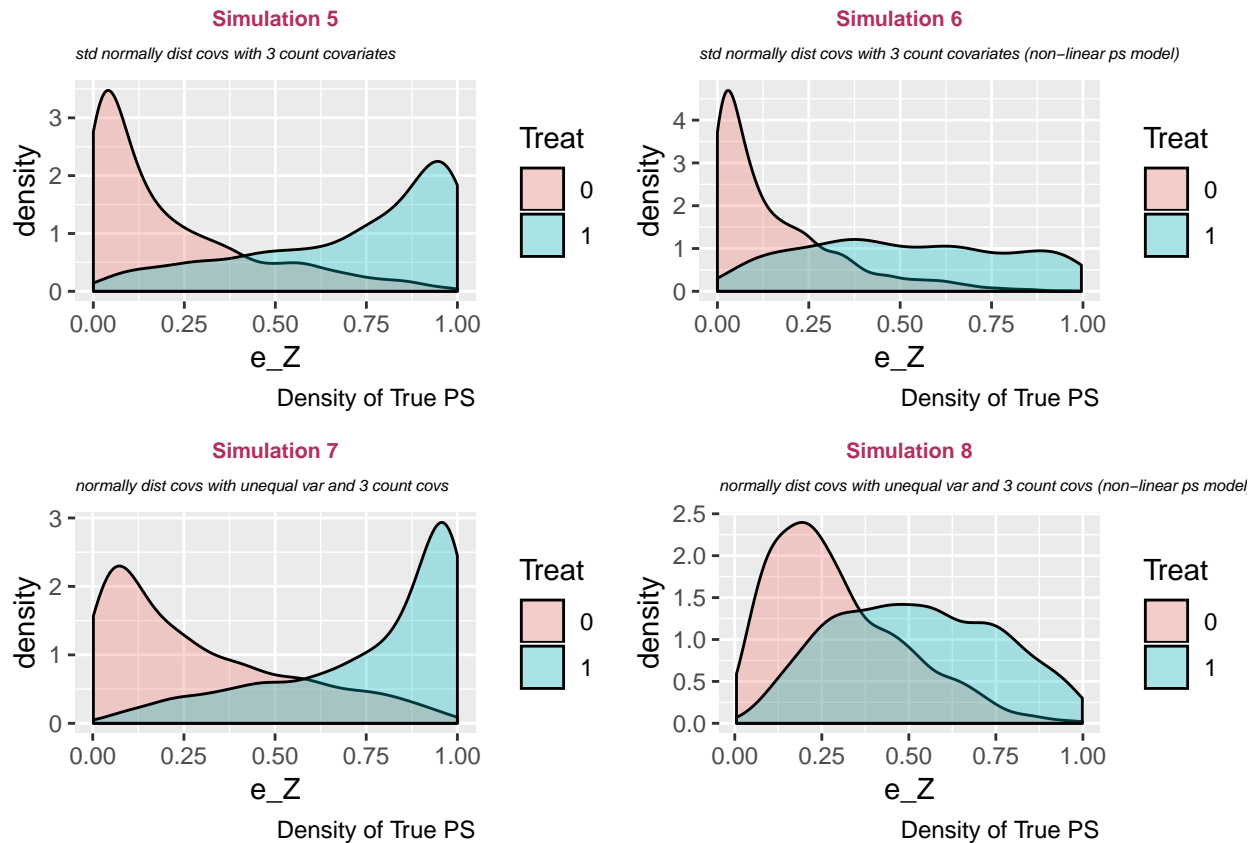 Simulation 5
std normally dist covs with 3 count covariates
3
2
1
0
density
0.00 0.25 0.50 0.75 1.00
e_Z
Density of True PS
Treat
0
1
Simulation 6
std normally dist covs with 3 count covariates (non−linear ps model)
4
3
2
1
0
density
0.00 0.25 0.50 0.75 1.00
e_Z
Density of True PS
Treat
0
1
Simulation 7
normally dist covs with unequal var and 3 count covs
3
2
1
0
density
0.00 0.25 0.50 0.75 1.00
e_Z
Density of True PS
Treat
0
1
Simulation 8
normally dist covs with unequal var and 3 count covs (non−linear ps model)
2.5
2.0
1.5
1.0
0.5
0.0
density
0.00 0.25 0.50 0.75 1.00
e_Z
Density of True PS
Treat
0
1